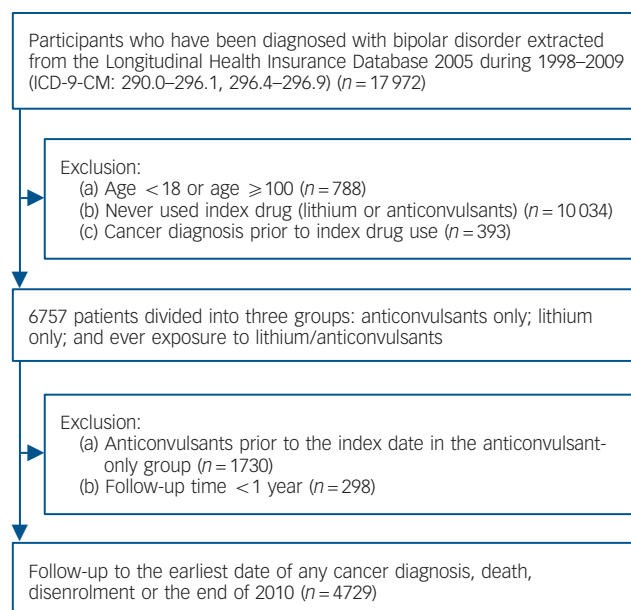 Participants who have been diagnosed with bipolar disorder extracted
from the Longitudinal Health Insurance Database 2005 during 1998–2009
(ICD-9-CM: 290.0–296.1, 296.4–296.9) (n = 17 972)
Exclusion:
(a) Age < 18 or age ⩾ 100 (n = 788)
(b) Never used index drug (lithium or anticonvulsants) (n = 10 034)
(c) Cancer diagnosis prior to index drug use (n = 393)
6757 patients divided into three groups: anticonvulsants only; lithium
only; and ever exposure to lithium/anticonvulsants
Exclusion:
(a) Anticonvulsants prior to the index date in the anticonvulsant-
only group (n = 1730)
(b) Follow-up time < 1 year (n = 298)
Follow-up to the earliest date of any cancer diagnosis, death,
disenrolment or the end of 2010 (n = 4729)